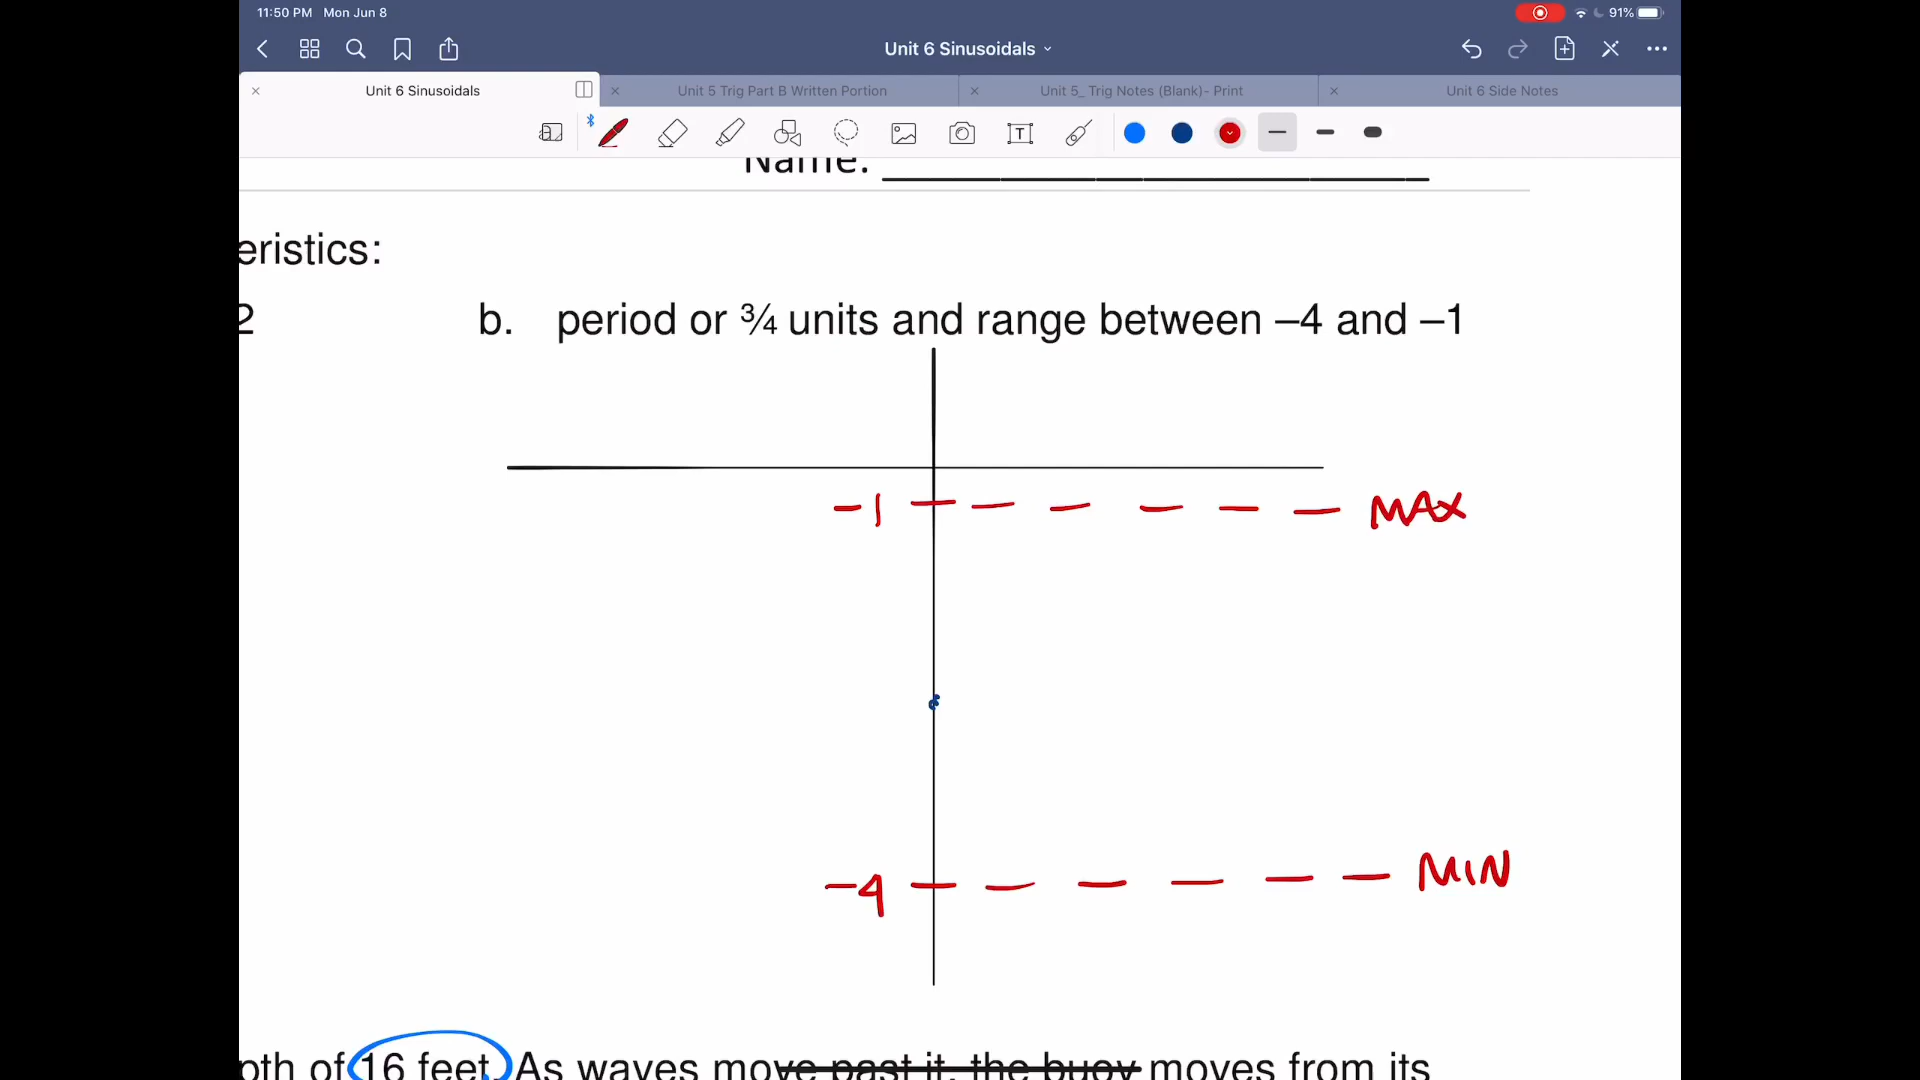 11:50 PM Mon Jun 8 91%
Unit 6 Sinusoidals
Unit 6 Sinusoidals Unit 5 Trig Part B Written Portion Unit 5_ Trig Notes (Blank)- Print Unit 6 Side Notes
Name:
eristics:
2 b. period or ¾ units and range between –4 and –1
-1 MAX
-4 MIN
pth of 16 feet. As waves move past it, the buoy moves from its